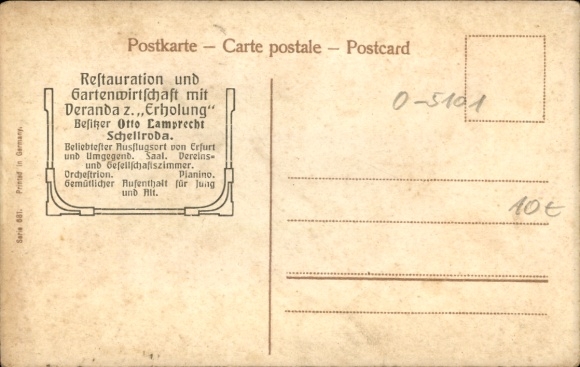 Postkarte – Carte postale – Postcard
Reſtauration und
Gartenwirtſchaft mit
Veranda z. „Erholung“
Beſitzer Otto Lamprecht
Schellroda.
Beliebteſter Ausflugsort von Erfurt
und Umgegend. Saal. Vereins-
und Geſellſchaftszimmer.
Orcheſtrion. Pianino.
Gemütlicher Aufenthalt für Jung
und Alt.
Serie 681. Printed in Germany.
0-5101
10€